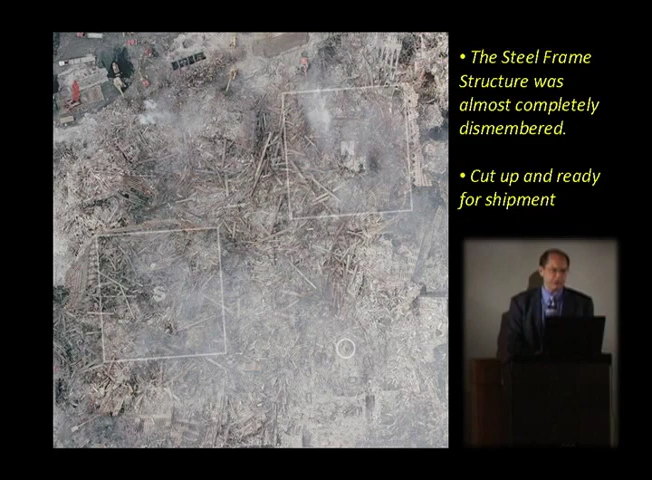 • The Steel Frame
Structure was
almost completely
dismembered.
• Cut up and ready
for shipment
N
S